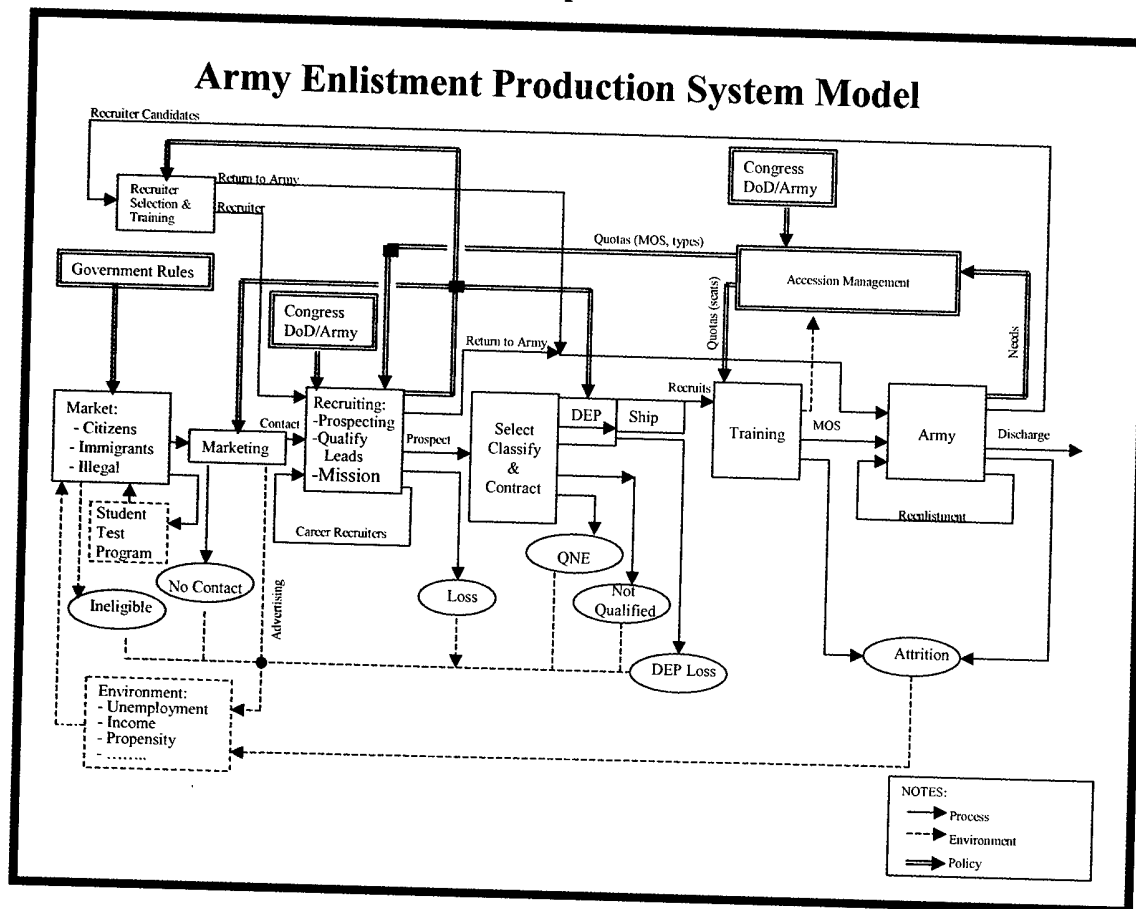 Army Enlistment Production System Model
Recruiter Candidates
Recruiter
Selection &
Training
Return to Army
Recruiter
Congress
DoD/Army
Quotas (MOS, types)
Government Rules
Accession Management
Congress
DoD/Army
Quotas (seats)
Needs
Return to Army
Market:
- Citizens
- Immigrants
- Illegal
Marketing
Contact
Recruiting:
-Prospecting
-Qualify
Leads
-Mission
Prospect
Select
Classify
&
Contract
DEP
Ship
Recruits
Training
MOS
Army
Discharge
Student
Test
Program
Career Recruiters
Reenlistment
QNE
No Contact
Ineligible
Advertising
Loss
Not
Qualified
DEP Loss
Attrition
Environment:
- Unemployment
- Income
- Propensity
- ........
NOTES:
Process
Environment
Policy